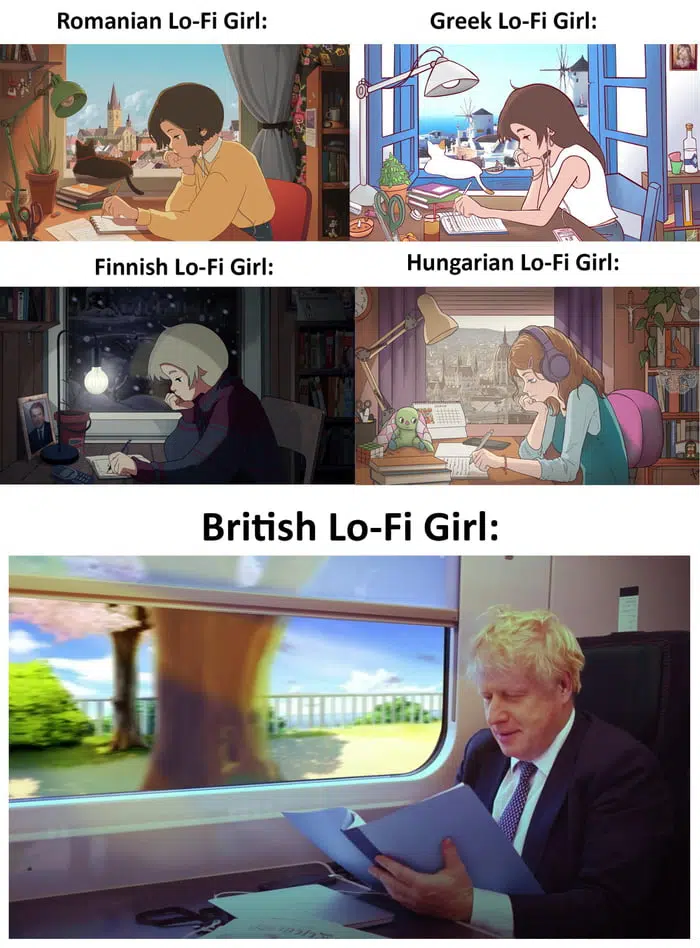 Romanian Lo-Fi Girl:
Greek Lo-Fi Girl:
Finnish Lo-Fi Girl:
Hungarian Lo-Fi Girl:
British Lo-Fi Girl: